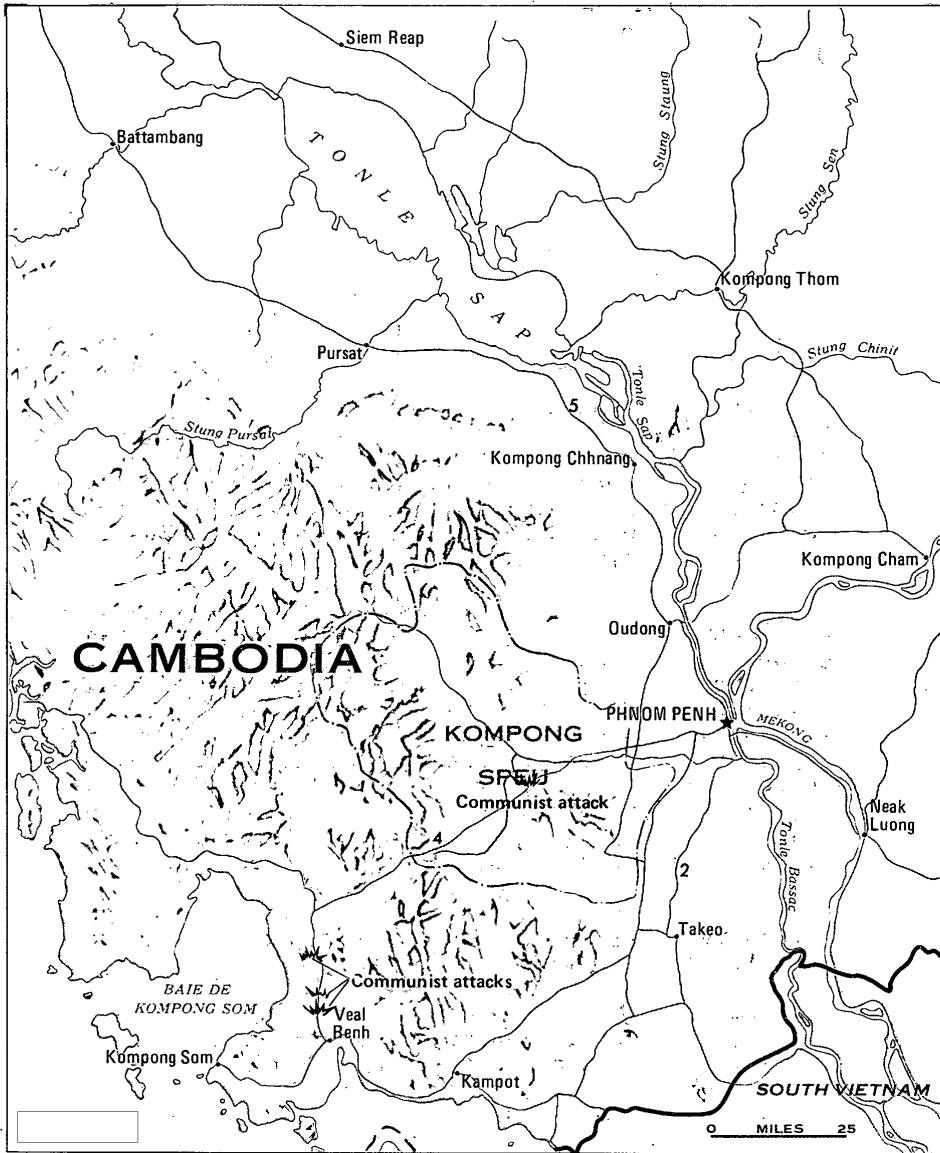 Siem Reap
Battambang
TONLE SAP
Stung Staung
Stung Sen
Kompong Thom
Pursat
Stung Chinit
Tonle Sap
5
Stung Pursat
Kompong Chhnang
Kompong Cham
Oudong
CAMBODIA
PHNOM PENH
MEKONG
KOMPONG
SPEU
Communist attack
Neak
Luong
4
Tonle Bassac
2
Takeo
Communist attacks
BAIE DE
KOMPONG SOM
Veal
Renh
Kompong Som
Kampot
SOUTH VIETNAM
0 MILES 25